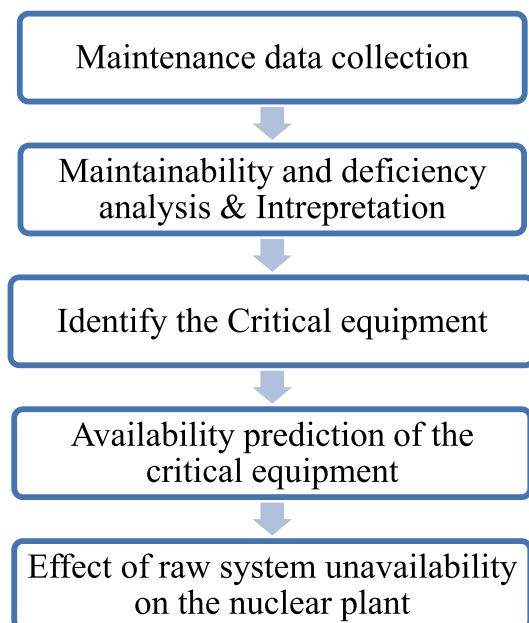 Maintenance data collection
Maintainability and deficiency
analysis & Intrepretation
Identify the Critical equipment
Availability prediction of the
critical equipment
Effect of raw system unavailability
on the nuclear plant